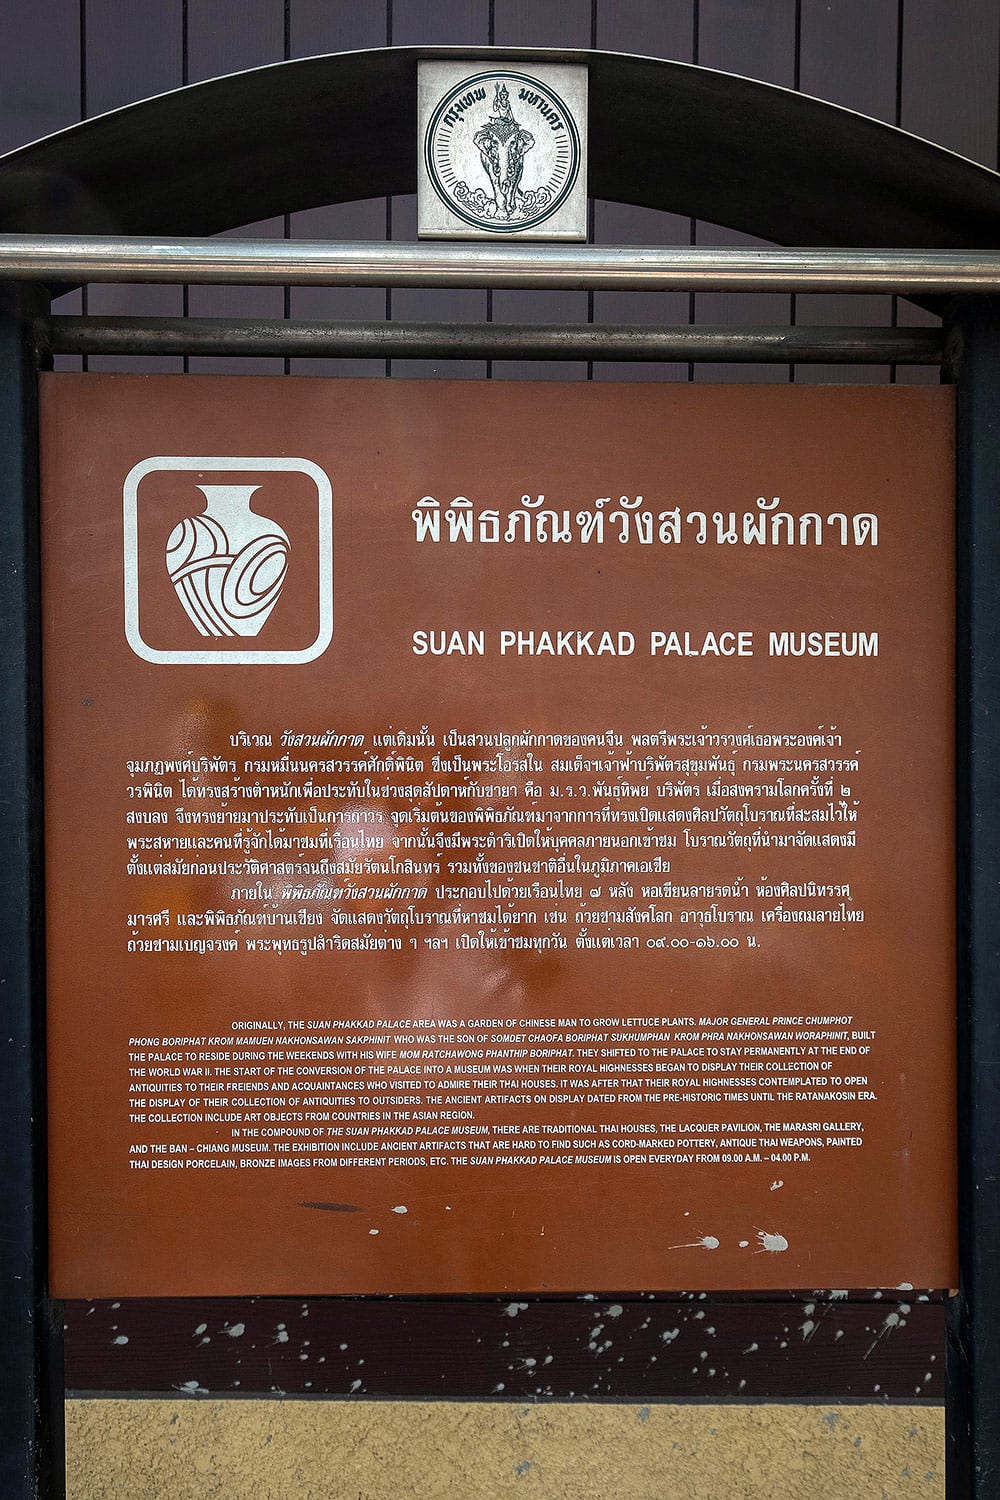 กรุงเทพ มหานคร
พิพิธภัณฑ์วังสวนผักกาด
SUAN PHAKKAD PALACE MUSEUM
บริเวณ วังสวนผักกาด แต่เดิมนั้น เป็นสวนปลูกผักกาดของคนจีน พลตรีพระเจ้าวรวงศ์เธอพระองค์เจ้า
จุมภฏพงศ์บริพัตร กรมหมื่นนครสวรรค์ศักดิ์พินิต ซึ่งเป็นพระโอรสใน สมเด็จฯเจ้าฟ้าบริพัตรสุขุมพันธุ์ กรมพระนครสวรรค์
วรพินิต ได้ทรงสร้างตำหนักเพื่อประทับในช่วงสุดสัปดาห์กับชายา คือ ม.ร.ว.พันธุ์ทิพย์ บริพัตร เมื่อสงครามโลกครั้งที่ ๒
สงบลง จึงทรงย้ายมาประทับเป็นการถาวร จุดเริ่มต้นของพิพิธภัณฑ์มาจากการที่ทรงเปิดแสดงศิลปวัตถุโบราณที่สะสมไว้ให้
พระสหายและคนที่รู้จักได้มาชมที่เรือนไทย จากนั้นจึงมีพระดำริเปิดให้บุคคลภายนอกเข้าชม โบราณวัตถุที่นำมาจัดแสดงมี
ตั้งแต่สมัยก่อนประวัติศาสตร์จนถึงสมัยรัตนโกสินทร์ รวมทั้งของชนชาติอื่นในภูมิภาคเอเชีย
ภายใน พิพิธภัณฑ์วังสวนผักกาด ประกอบไปด้วยเรือนไทย ๘ หลัง หอเขียนลายรดน้ำ ห้องศิลปนิทรรศ
มารศรี และพิพิธภัณฑ์บ้านเชียง จัดแสดงวัตถุโบราณที่หาชมได้ยาก เช่น ถ้วยชามสังคโลก อาวุธโบราณ เครื่องถมลายไทย
ถ้วยชามเบญจรงค์ พระพุทธรูปสำริดสมัยต่าง ๆ ฯลฯ เปิดให้เข้าชมทุกวัน ตั้งแต่เวลา ๐๙.๐๐-๑๖.๐๐ น.
ORIGINALLY, THE SUAN PHAKKAD PALACE AREA WAS A GARDEN OF CHINESE MAN TO GROW LETTUCE PLANTS. MAJOR GENERAL PRINCE CHUMPHOT
PHONG BORIPHAT KROM MAMUEN NAKHONSAWAN SAKPHINIT WHO WAS THE SON OF SOMDET CHAOFA BORIPHAT SUKHUMPHAN KROM PHRA NAKHONSAWAN WORAPHINIT, BUILT
THE PALACE TO RESIDE DURING THE WEEKENDS WITH HIS WIFE MOM RATCHAWONG PHANTHIP BORIPHAT. THEY SHIFTED TO THE PALACE TO STAY PERMANENTLY AT THE END OF
THE WORLD WAR II. THE START OF THE CONVERSION OF THE PALACE INTO A MUSEUM WAS WHEN THEIR ROYAL HIGHNESSES BEGAN TO DISPLAY THEIR COLLECTION OF
ANTIQUITIES TO THEIR FREIENDS AND ACQUAINTANCES WHO VISITED TO ADMIRE THEIR THAI HOUSES. IT WAS AFTER THAT THEIR ROYAL HIGHNESSES CONTEMPLATED TO OPEN
THE DISPLAY OF THEIR COLLECTION OF ANTIQUITIES TO OUTSIDERS. THE ANCIENT ARTIFACTS ON DISPLAY DATED FROM THE PRE-HISTORIC TIMES UNTIL THE RATANAKOSIN ERA.
THE COLLECTION INCLUDE ART OBJECTS FROM COUNTRIES IN THE ASIAN REGION.
IN THE COMPOUND OF THE SUAN PHAKKAD PALACE MUSEUM, THERE ARE TRADITIONAL THAI HOUSES, THE LACQUER PAVILION, THE MARASRI GALLERY,
AND THE BAN – CHIANG MUSEUM. THE EXHIBITION INCLUDE ANCIENT ARTIFACTS THAT ARE HARD TO FIND SUCH AS CORD-MARKED POTTERY, ANTIQUE THAI WEAPONS, PAINTED
THAI DESIGN PORCELAIN, BRONZE IMAGES FROM DIFFERENT PERIODS, ETC. THE SUAN PHAKKAD PALACE MUSEUM IS OPEN EVERYDAY FROM 09.00 A.M. – 04.00 P.M.